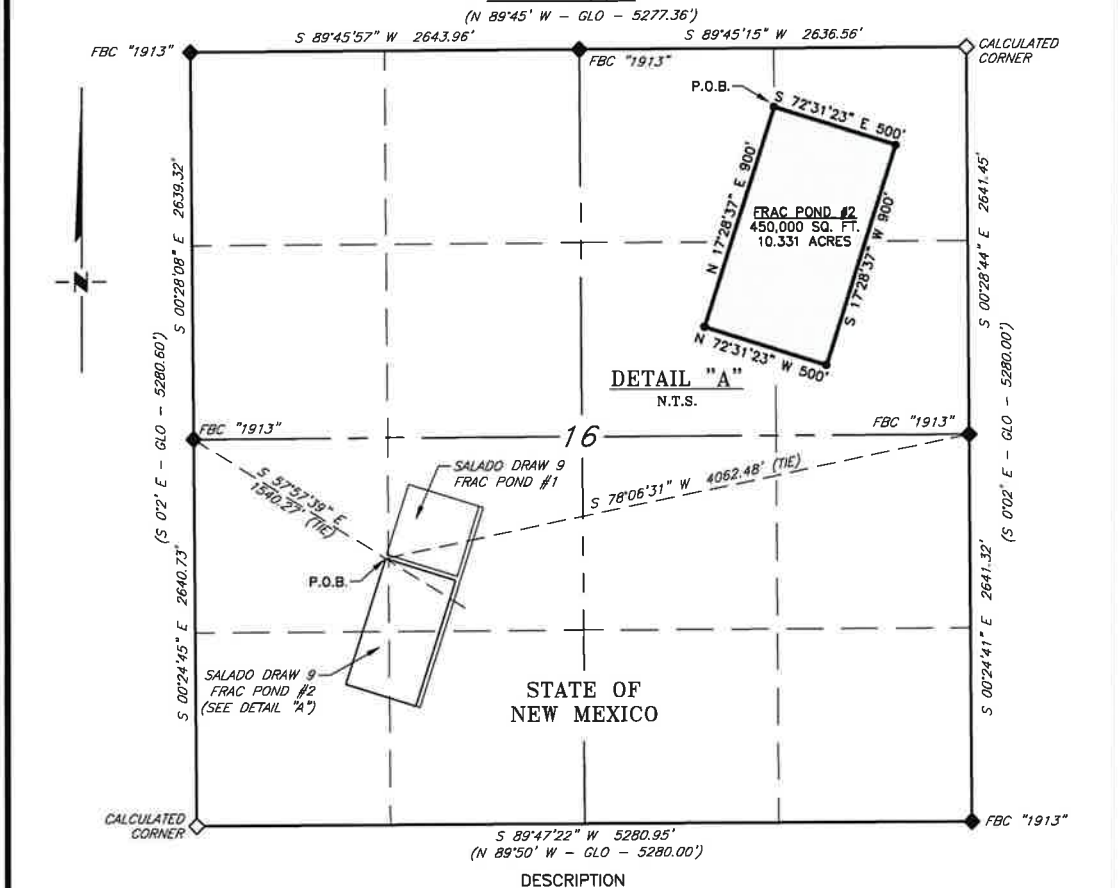 (N 89°45' W - GLO - 5277.36')
S 89°45'57" W 2643.96'
S 89°45'15" W 2636.56'
FBC "1913"
FBC "1913"
CALCULATED
CORNER
P.O.B.
S 72°31'23" E 500'
N 17°28'37" E 900'
FRAC POND #2
450,000 SQ. FT.
10.331 ACRES
S 17°28'37" W 900'
N 72°31'23" W 500'
S 00°28'08" E 2639.32'
S 00°28'44" E 2641.45'
N
DETAIL "A"
N.T.S.
(S 0°2' E - GLO - 5280.60')
(S 0°02' E - GLO - 5280.00')
FBC "1913"
16
FBC "1913"
SALADO DRAW 9
FRAC POND #1
S 57°57'39" E
1540.27' (TIE)
S 78°06'31" W 4062.48' (TIE)
P.O.B.
S 00°24'45" E 2640.73'
S 00°24'41" E 2641.32'
SALADO DRAW 9
FRAC POND #2
(SEE DETAIL "A")
STATE OF
NEW MEXICO
CALCULATED
CORNER
FBC "1913"
S 89°47'22" W 5280.95'
(N 89°50' W - GLO - 5280.00')
DESCRIPTION